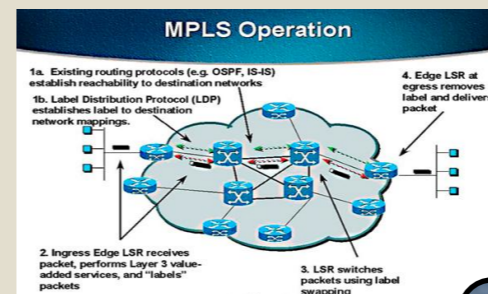 MPLS Operation
1a. Existing routing protocols (e.g. OSPF, IS-IS)
establish reachability to destination networks
1b. Label Distribution Protocol (LDP)
establishes label to destination
network mappings.
4. Edge LSR at
egress removes
label and delivers
packet
2. Ingress Edge LSR receives
packet, performs Layer 3 value-
added services, and "labels"
packets
3. LSR switches
packets using label
swapping